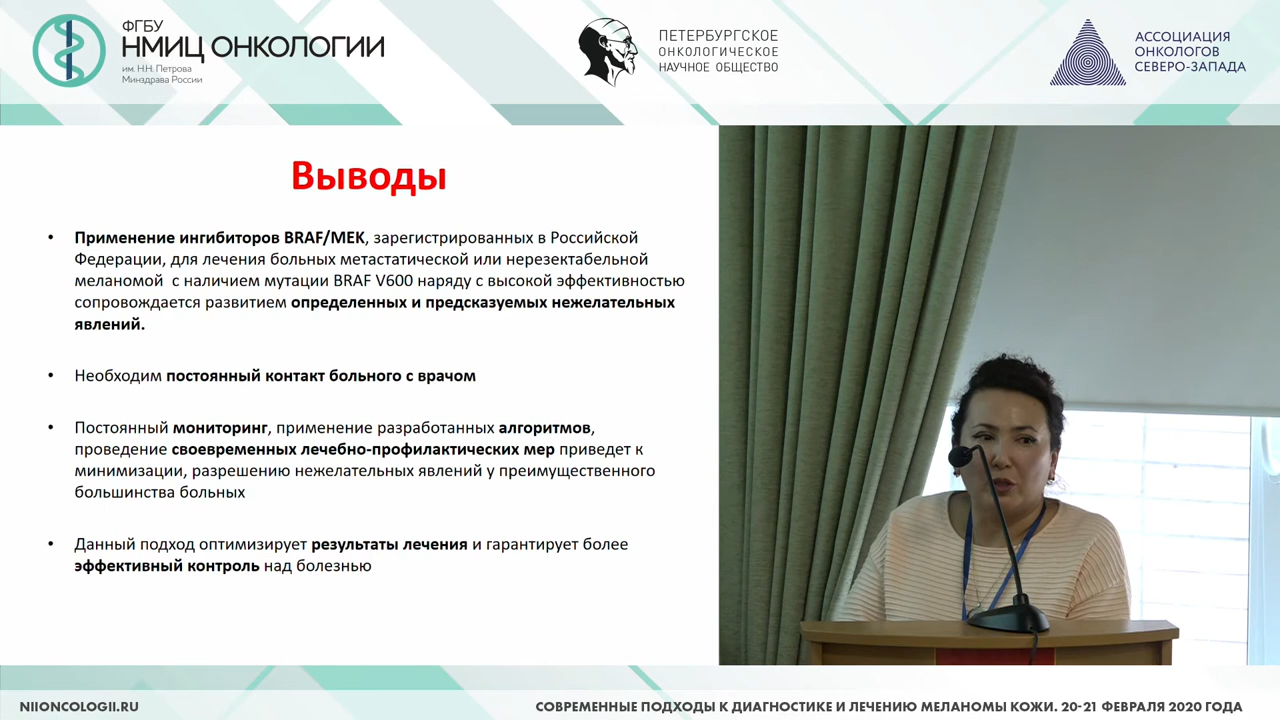 ФГБУ
НМИЦ ОНКОЛОГИИ
им. Н.Н. Петрова
Минздрава России
ПЕТЕРБУРГСКОЕ
ОНКОЛОГИЧЕСКОЕ
НАУЧНОЕ ОБЩЕСТВО
АССОЦИАЦИЯ
ОНКОЛОГОВ
СЕВЕРО-ЗАПАДА
Выводы
• Применение ингибиторов BRAF/MEK, зарегистрированных в Российской
Федерации, для лечения больных метастатической или нерезектабельной
меланомой с наличием мутации BRAF V600 наряду с высокой эффективностью
сопровождается развитием определенных и предсказуемых нежелательных
явлений.
• Необходим постоянный контакт больного с врачом
• Постоянный мониторинг, применение разработанных алгоритмов,
проведение своевременных лечебно-профилактических мер приведет к
минимизации, разрешению нежелательных явлений у преимущественного
большинства больных
• Данный подход оптимизирует результаты лечения и гарантирует более
эффективный контроль над болезнью
NIIONCOLOGII.RU
СОВРЕМЕННЫЕ ПОДХОДЫ К ДИАГНОСТИКЕ И ЛЕЧЕНИЮ МЕЛАНОМЫ КОЖИ. 20-21 ФЕВРАЛЯ 2020 ГОДА